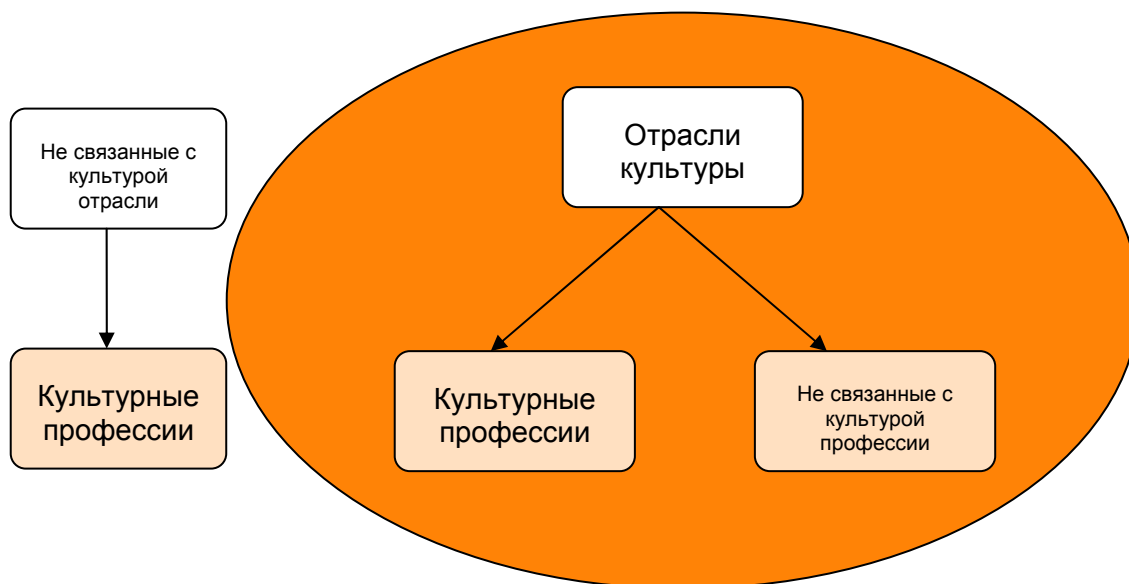 Не связанные с
культурой
отрасли
Культурные
профессии
Отрасли
культуры
Культурные
профессии
Не связанные с
культурой
профессии